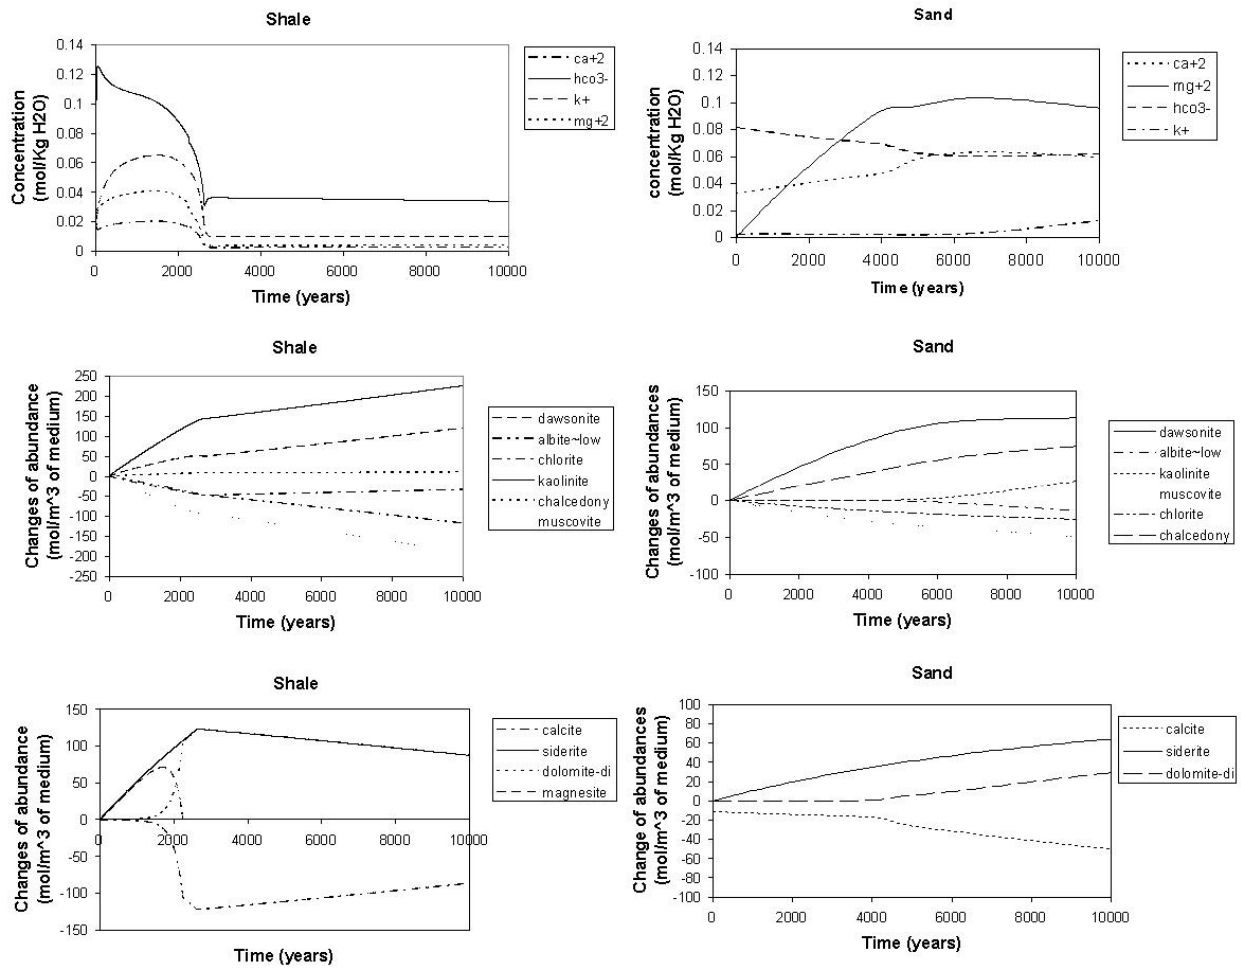 Shale
Concentration
(mol/Kg H2O)
0.14
0.12
0.1
0.08
0.06
0.04
0.02
0
0 2000 4000 6000 8000 10000
Time (years)
ca+2
hco3-
k+
mg+2
Sand
concentration
(mol/Kg H2O)
0.14
0.12
0.1
0.08
0.06
0.04
0.02
0
0 2000 4000 6000 8000 10000
Time (years)
ca+2
mg+2
hco3-
k+
Shale
Changes of abundance
(mol/m^3 of medium)
250
200
150
100
50
0
-50
-100
-150
-200
-250
0 2000 4000 6000 8000 10000
Time (years)
dawsonite
albite~low
chlorite
kaolinite
chalcedony
muscovite
Sand
Changes of abundances
(mol/m^3 of medium)
150
100
50
0
-50
-100
0 2000 4000 6000 8000 10000
Time (years)
dawsonite
albite~low
kaolinite
muscovite
chlorite
chalcedony
Shale
Changes of abundance
(mol/m^3 of medium)
150
100
50
0
-50
-100
-150
0 2000 4000 6000 8000 10000
Time (years)
calcite
siderite
dolomite-di
magnesite
Sand
Change of abundances
(mol/m^3 of medium)
100
80
60
40
20
0
-20
-40
-60
-80
-100
0 2000 4000 6000 8000 10000
Time (years)
calcite
siderite
dolomite-di